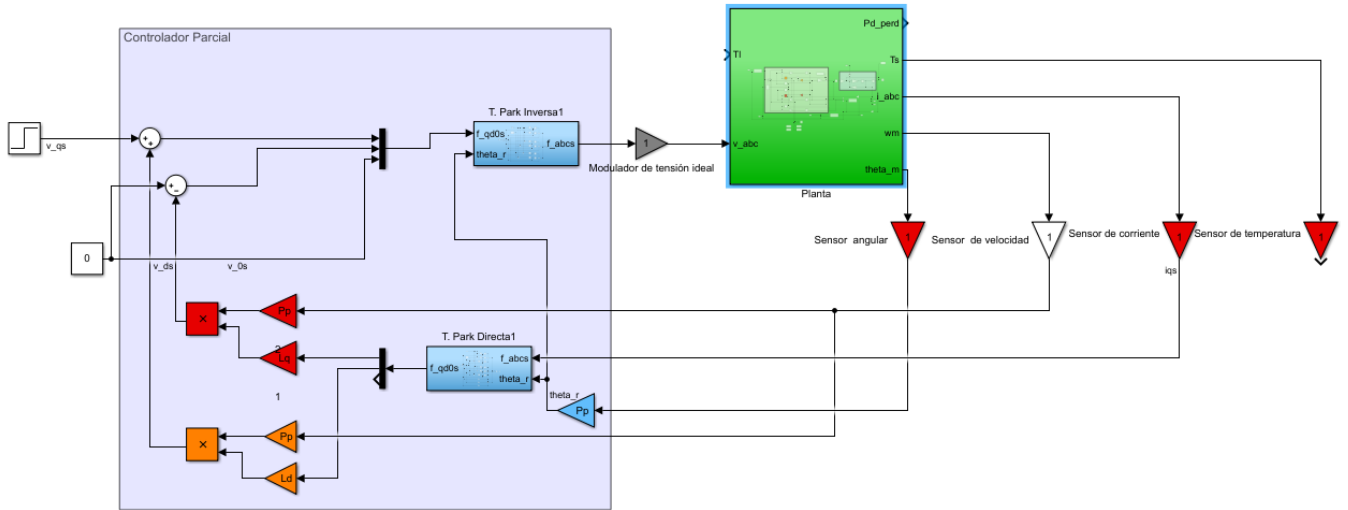 Controlador Parcial
v_qs
+
+
+
−
0
v_ds
v_0s
T. Park Inversa1
f_qd0s
theta_r
f_abcs
1
Modulador de tensión ideal
Pd_perd
Tl
Ts
i_abc
wm
v_abc
theta_m
Planta
Sensor angular
1
Sensor de velocidad
1
Sensor de corriente
1
Sensor de temperatura
1
iqs
×
Pp
2
Lq
T. Park Directa1
f_qd0s
f_abcs
theta_r
1
theta_r
Pp
×
Pp
Ld